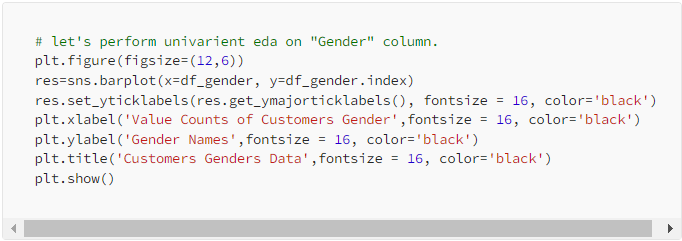 # let's perform univarient eda on "Gender" column.
plt.figure(figsize=(12,6))
res=sns.barplot(x=df_gender, y=df_gender.index)
res.set_yticklabels(res.get_ymajorticklabels(), fontsize = 16, color='black')
plt.xlabel('Value Counts of Customers Gender',fontsize = 16, color='black')
plt.ylabel('Gender Names',fontsize = 16, color='black')
plt.title('Customers Genders Data',fontsize = 16, color='black')
plt.show()